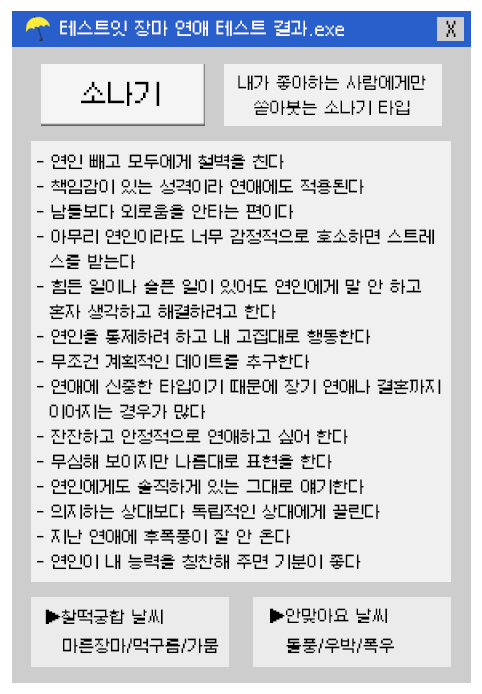 테스트잇 장마 연애 테스트 결과.exe
X
소나기
내가 좋아하는 사람에게만
쏟아붓는 소나기 타입
- 연인 빼고 모두에게 철벽을 친다
- 책임감이 있는 성격이라 연애에도 적용된다
- 남들보다 외로움을 안타는 편이다
- 아무리 연인이라도 너무 감정적으로 호소하면 스트레
스를 받는다
- 힘든 일이나 슬픈 일이 있어도 연인에게 말 안 하고
혼자 생각하고 해결하려고 한다
- 연인을 통제하려 하고 내 고집대로 행동한다
- 무조건 계획적인 데이트를 추구한다
- 연애에 신중한 타입이기 때문에 장기 연애나 결혼까지
이어지는 경우가 많다
- 잔잔하고 안정적으로 연애하고 싶어 한다
- 무심해 보이지만 나름대로 표현을 한다
- 연인에게도 솔직하게 있는 그대로 얘기한다
- 의지하는 상대보다 독립적인 상대에게 끌린다
- 지난 연애에 후폭풍이 잘 안 온다
- 연인이 내 능력을 칭찬해 주면 기분이 좋다
▶찰떡궁합 날씨
마른장마/먹구름/가뭄
▶안맞아요 날씨
돌풍/우박/폭우